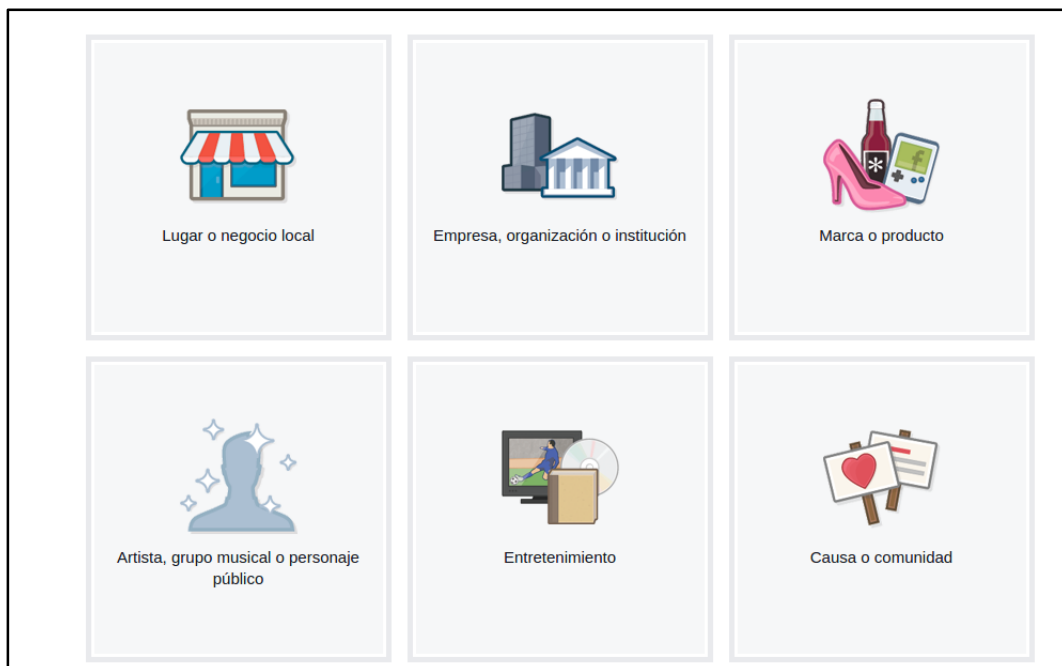 Lugar o negocio local
Empresa, organización o institución
Marca o producto
Artista, grupo musical o personaje
público
Entretenimiento
Causa o comunidad